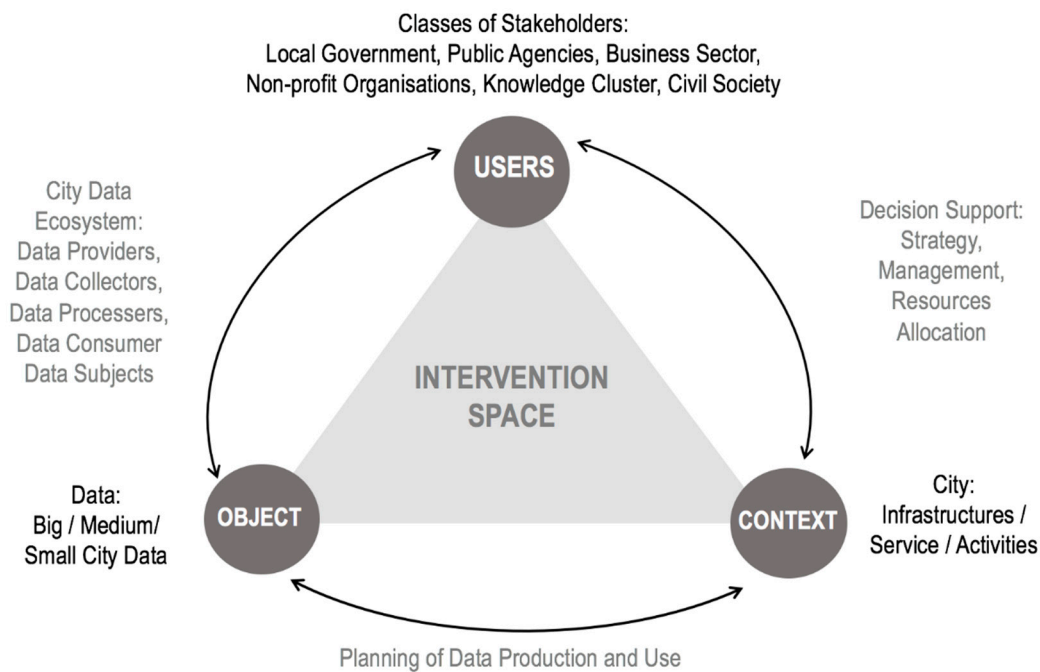 Classes of Stakeholders:
Local Government, Public Agencies, Business Sector,
Non-profit Organisations, Knowledge Cluster, Civil Society
USERS
City Data
Ecosystem:
Data Providers,
Data Collectors,
Data Processers,
Data Consumer
Data Subjects
Decision Support:
Strategy,
Management,
Resources
Allocation
INTERVENTION
SPACE
Data:
Big / Medium/
Small City Data
OBJECT
CONTEXT
City:
Infrastructures /
Service / Activities
Planning of Data Production and Use